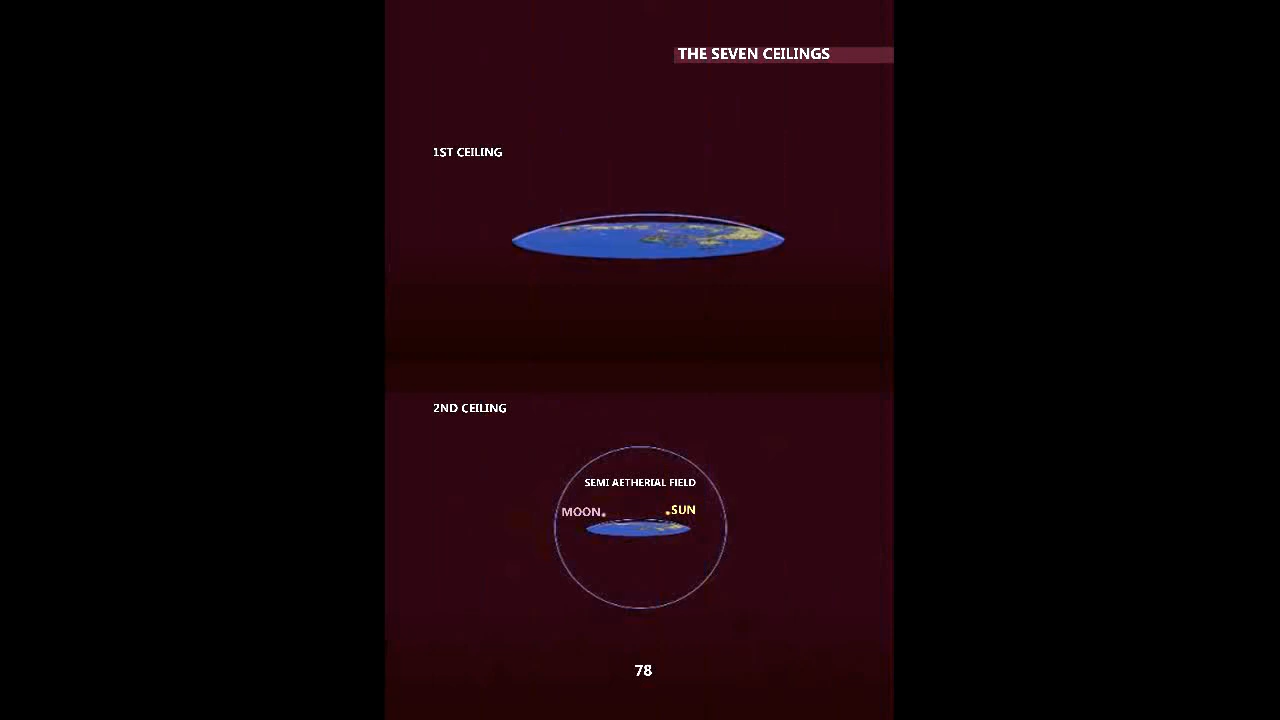 THE SEVEN CEILINGS
1ST CEILING
2ND CEILING
SEMI AETHERIAL FIELD
MOON
SUN
78